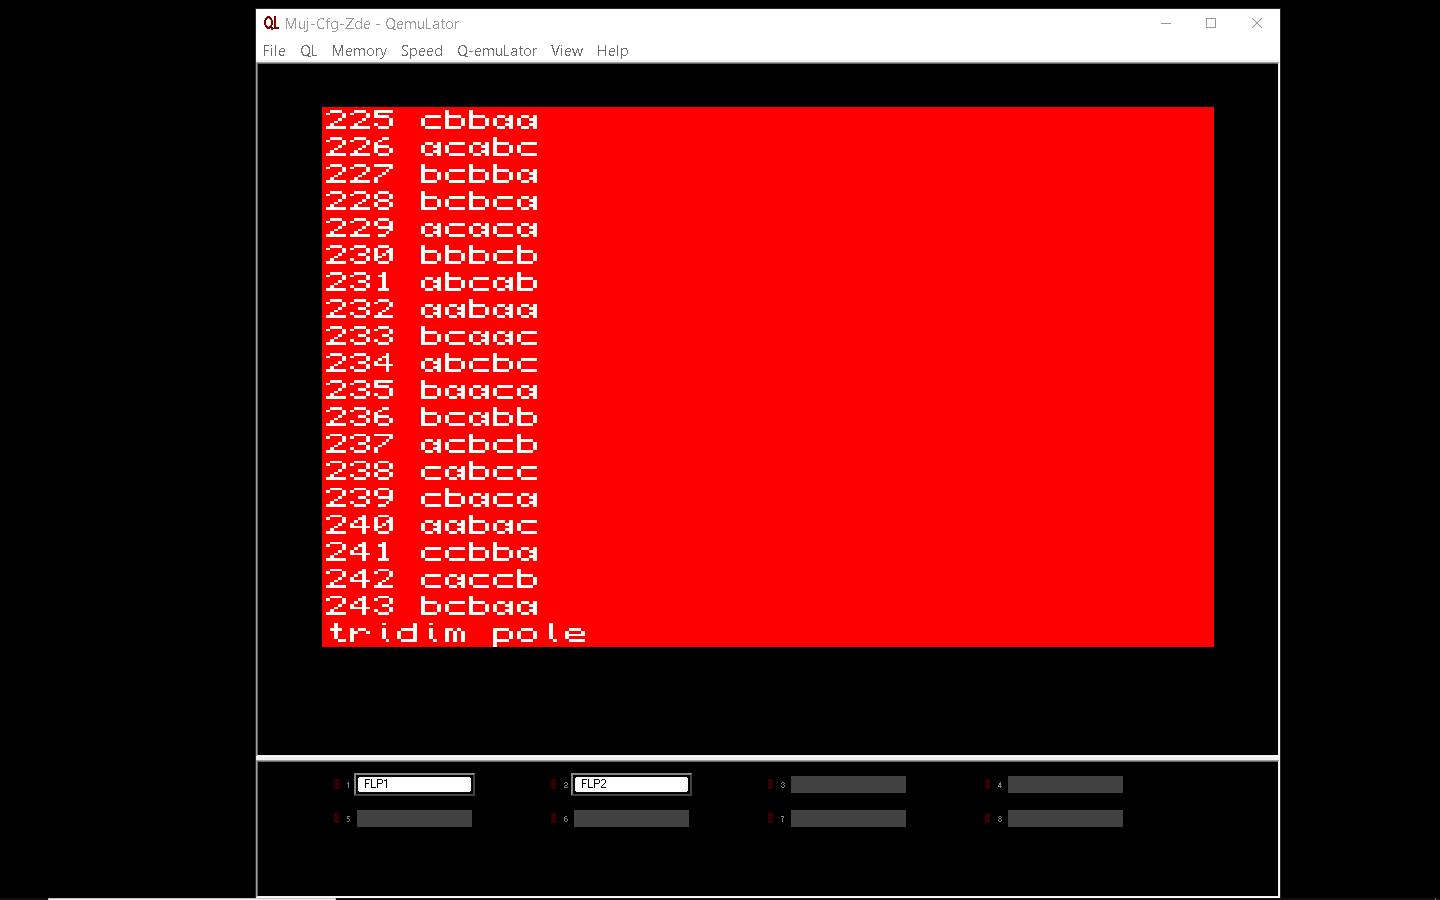 QL Muj-Cfg-Zde - QemuLator
File QL Memory Speed Q-emuLator View Help
225 cbbaa
226 acabc
227 bcbba
228 bcbca
229 acaca
230 bbbcb
231 abcab
232 aabaa
233 bcaac
234 abcbc
235 baaca
236 bcabb
237 acbcb
238 cabcc
239 cbaca
240 aabac
241 ccbba
242 caccb
243 bcbaa
tridim pole
1 FLP1 2 FLP2 3 4
5 6 7 8